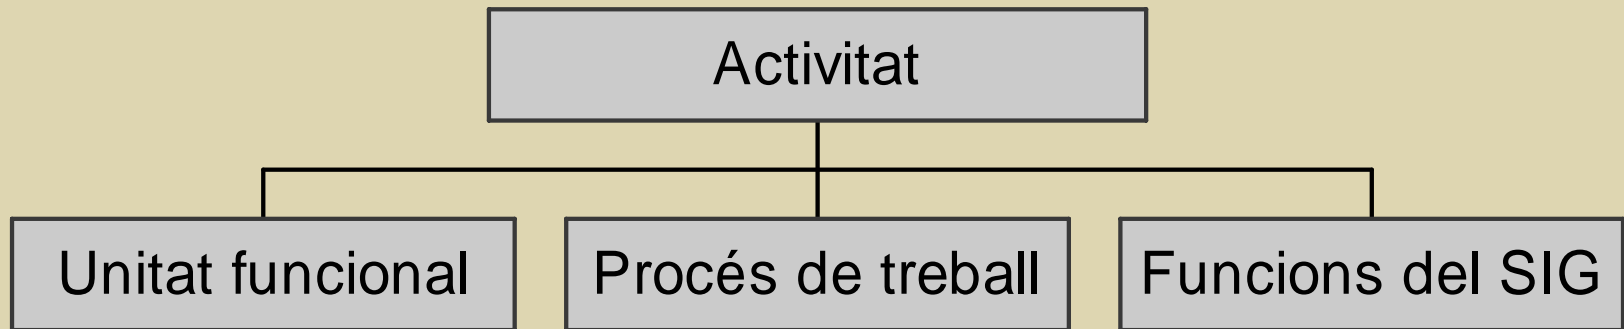 Activitat
Unitat funcional
Procés de treball
Funcions del SIG